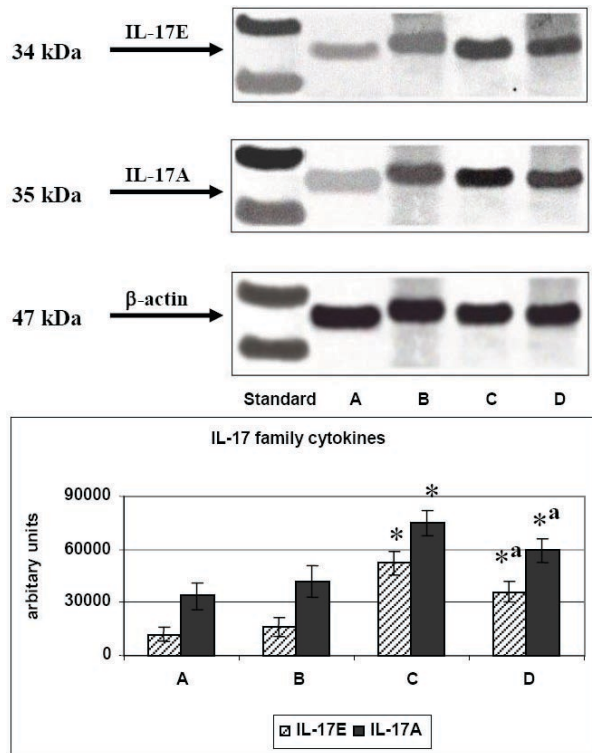 IL-17E
34 kDa
IL-17A
35 kDa
β-actin
47 kDa
Standard A B C D
IL-17 family cytokines
arbitary units
90000
60000
30000
0
* * *a *a
A B C D
IL-17E IL-17A